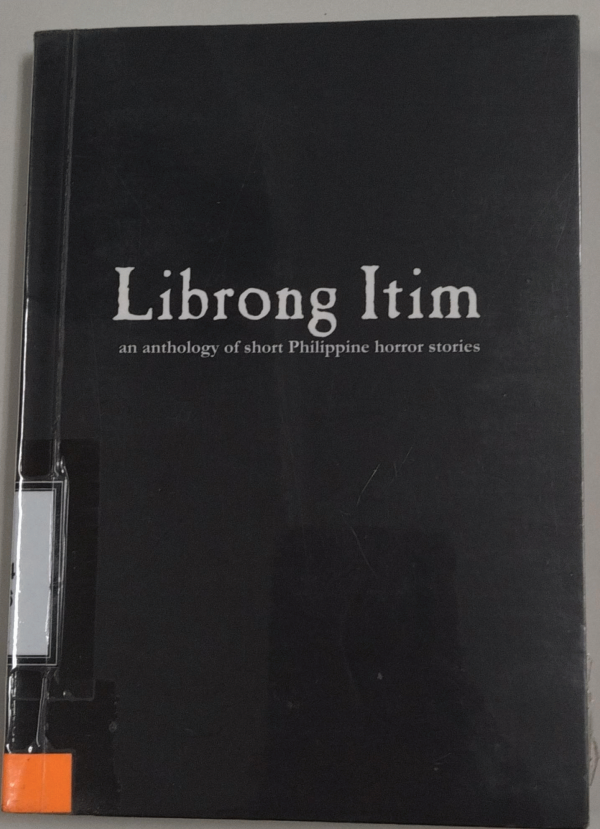 Librong Itim
an anthology of short Philippine horror stories